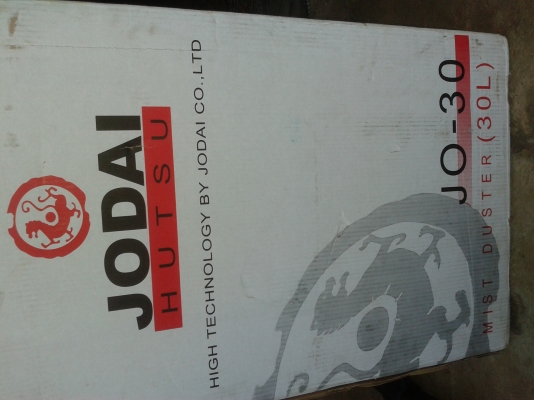 JODAI
HUTSU
HIGH TECHNOLOGY BY JODAI CO.,LTD
JO-30
MIST DUSTER (30L)